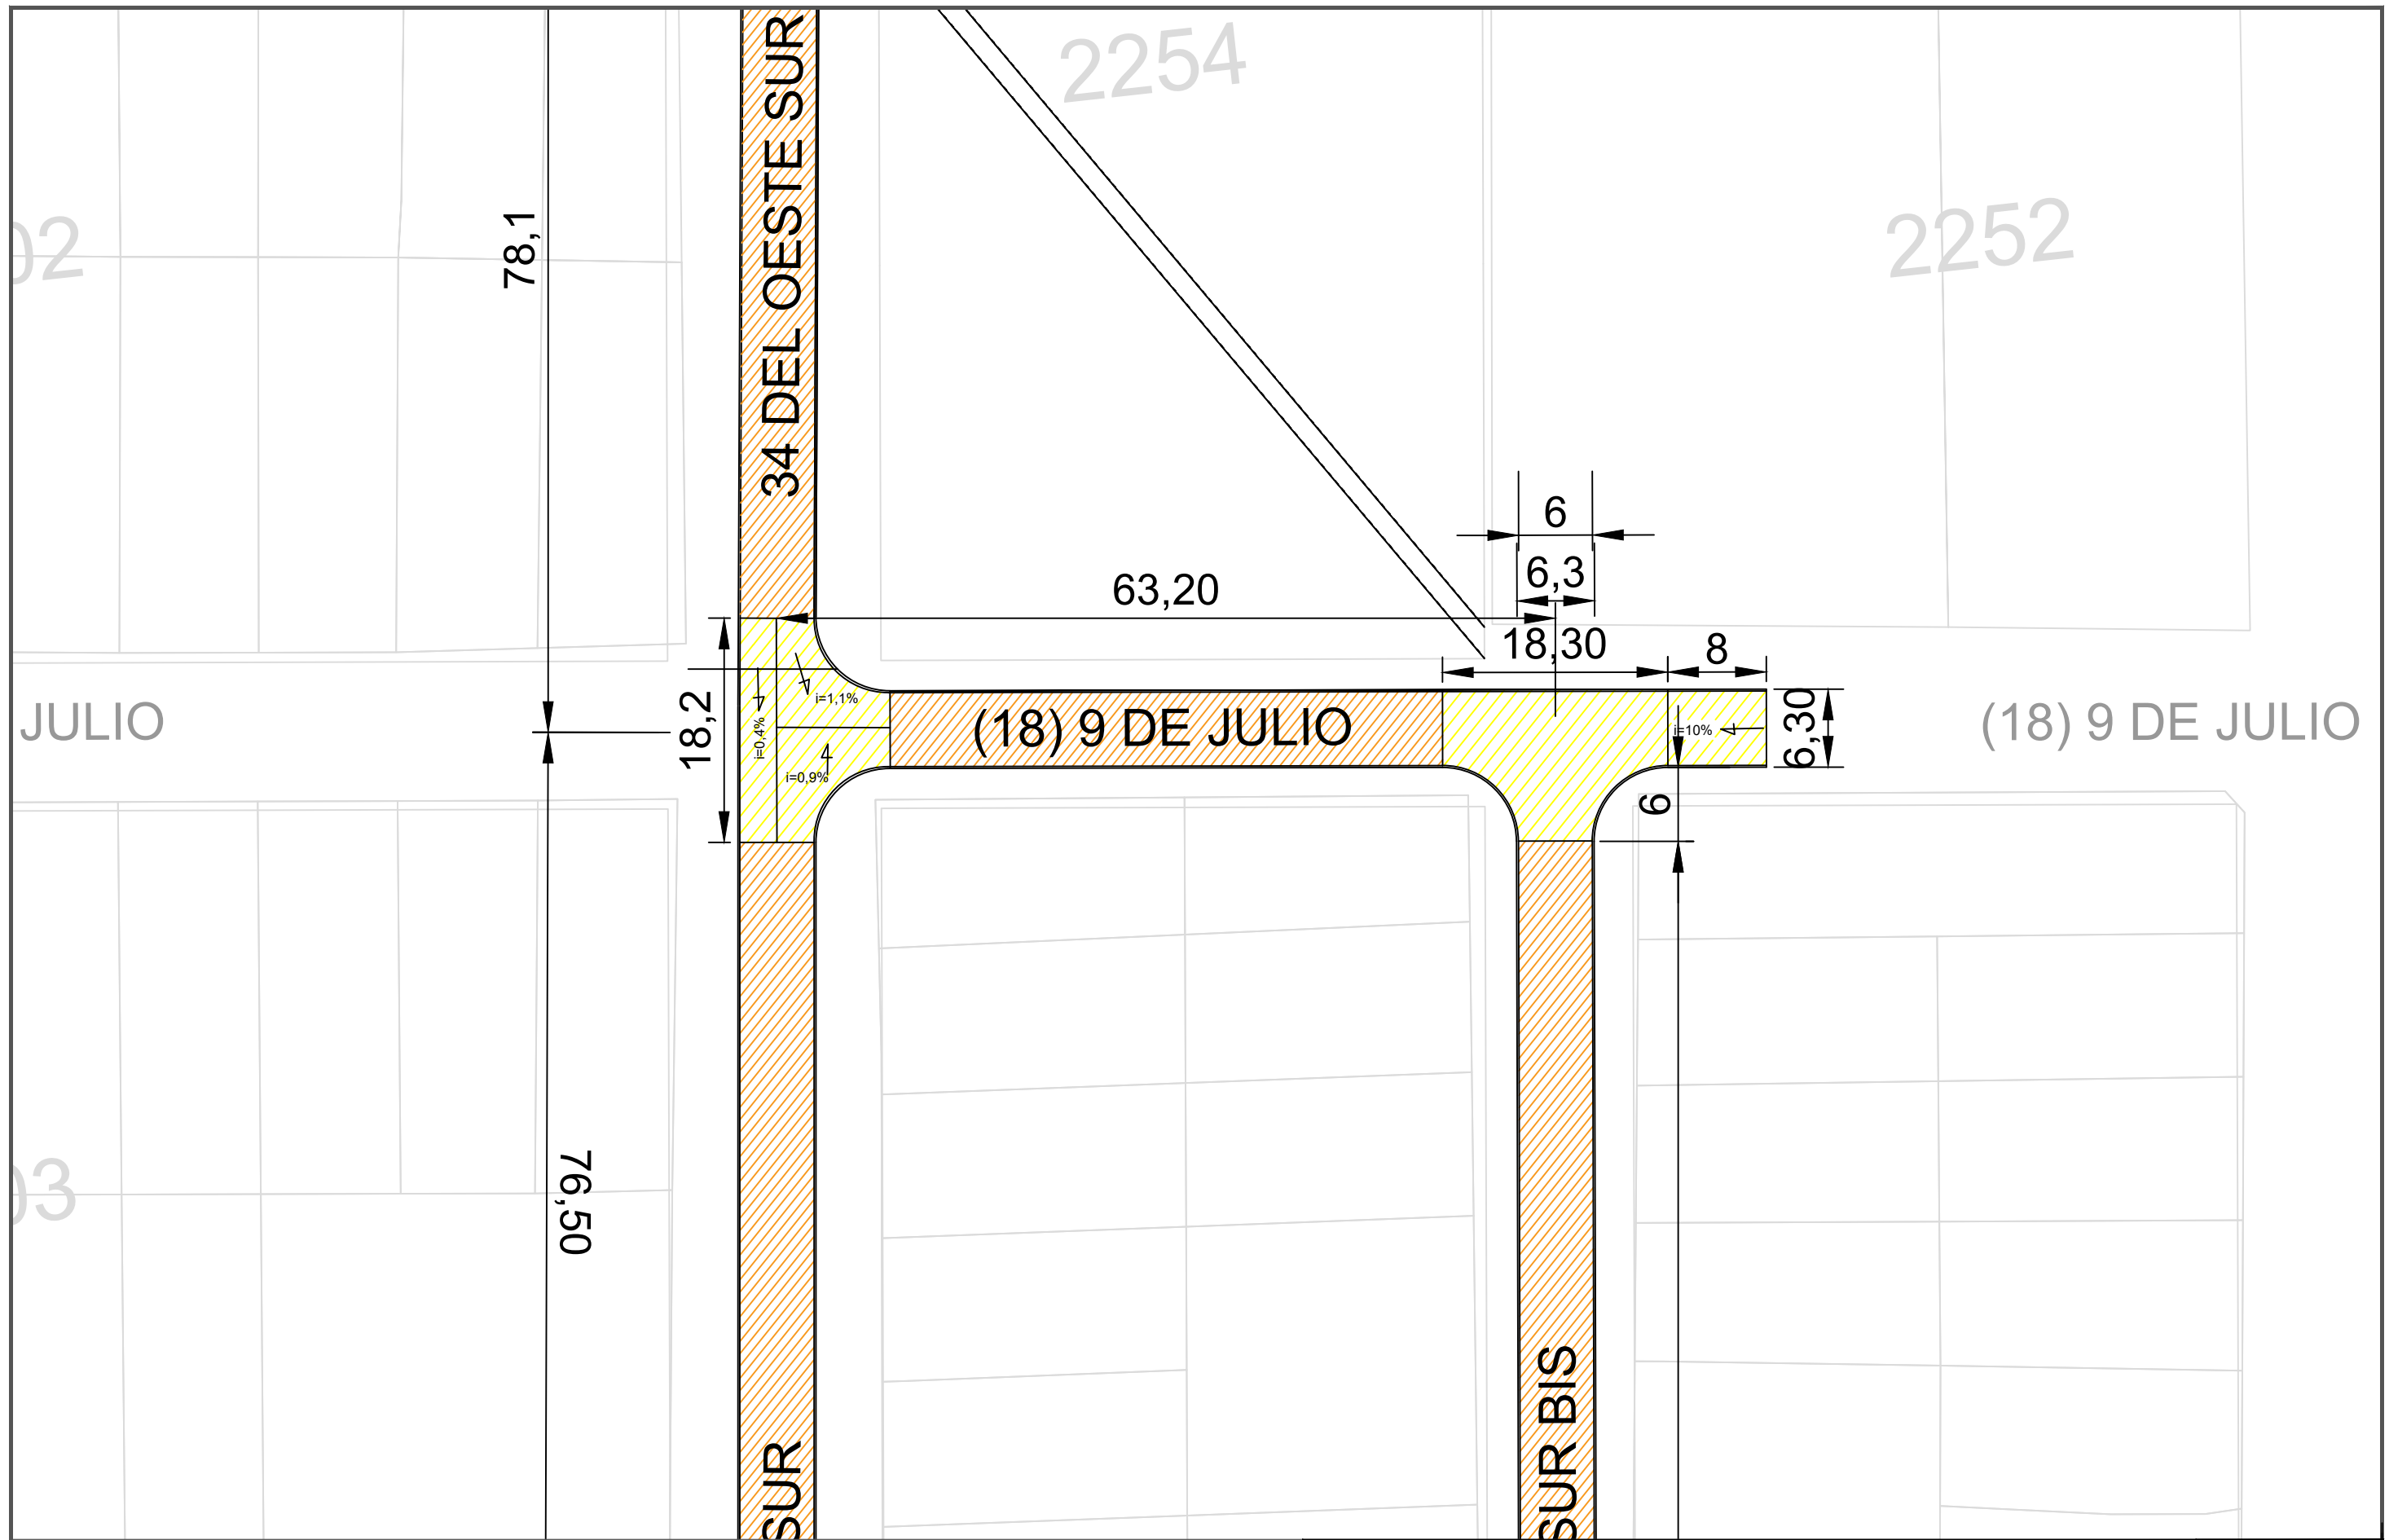 2254
34 DEL OESTE SUR
02
78,1
2252
6
6,3
63,20
18,30
8
JULIO
18,2
i=0,4%
i=1,1%
i=0,9%
(18) 9 DE JULIO
i=10%
6,30
(18) 9 DE JULIO
6
03
76,50
SUR
SUR BIS